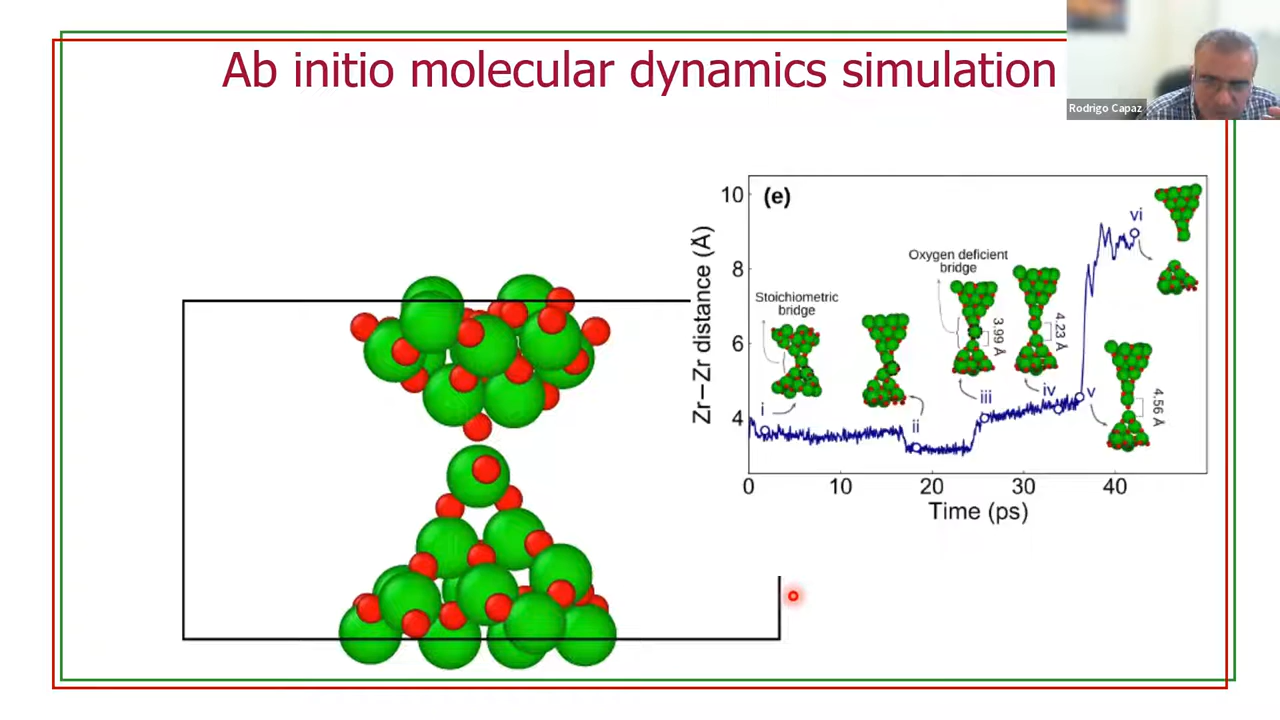 Ab initio molecular dynamics simulation
Rodrigo Capaz
(e)
Zr−Zr distance (Å)
10
8
6
4
0
10
20
30
40
Time (ps)
Stoichiometric
bridge
Oxygen deficient
bridge
3.99 Å
4.23 Å
4.56 Å
i
ii
iii
iv
v
vi